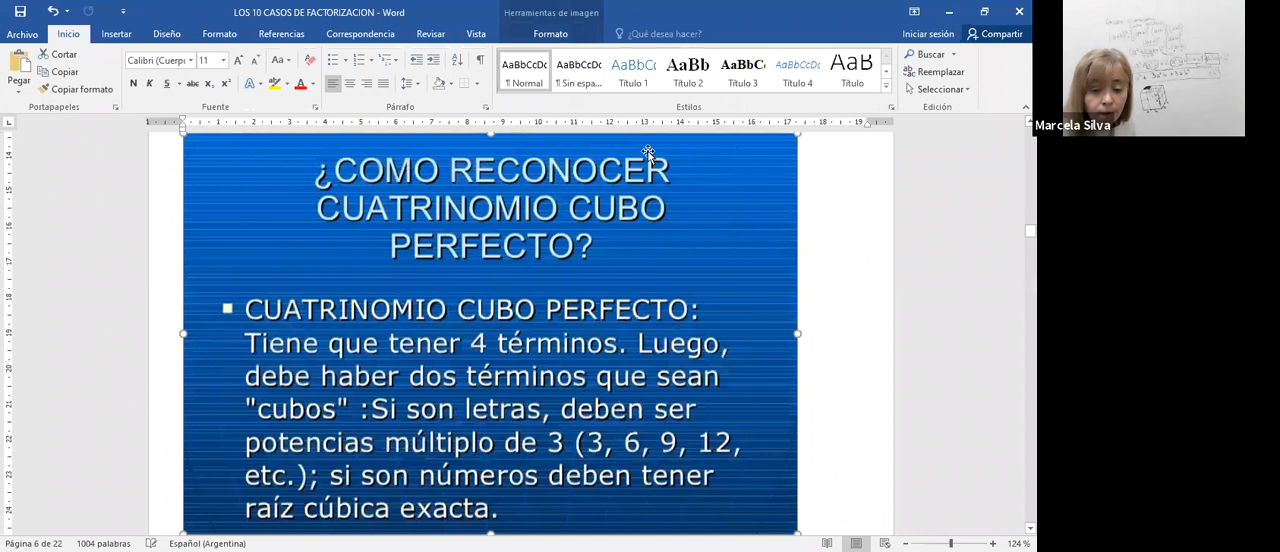 LOS 10 CASOS DE FACTORIZACION - Word
Herramientas de imagen
Archivo Inicio Insertar Diseño Formato Referencias Correspondencia Revisar Vista Formato ¿Qué desea hacer? Iniciar sesión Compartir
Pegar
Cortar
Copiar
Copiar formato
Portapapeles
Calibri (Cuerp 11
Fuente
Párrafo
AaBbCcDc AaBbCcDc AaBbCc AaBb AaBbC AaBbCcD AaB
¶ Normal ¶ Sin espa... Título 1 Título 2 Título 3 Título 4 Título
Estilos
Buscar
Reemplazar
Seleccionar
Edición
Marcela Silva
¿COMO RECONOCER
CUATRINOMIO CUBO
PERFECTO?
CUATRINOMIO CUBO PERFECTO:
Tiene que tener 4 términos. Luego,
debe haber dos términos que sean
"cubos" :Si son letras, deben ser
potencias múltiplo de 3 (3, 6, 9, 12,
etc.); si son números deben tener
raíz cúbica exacta.
Página 6 de 22 1004 palabras Español (Argentina) 124 %